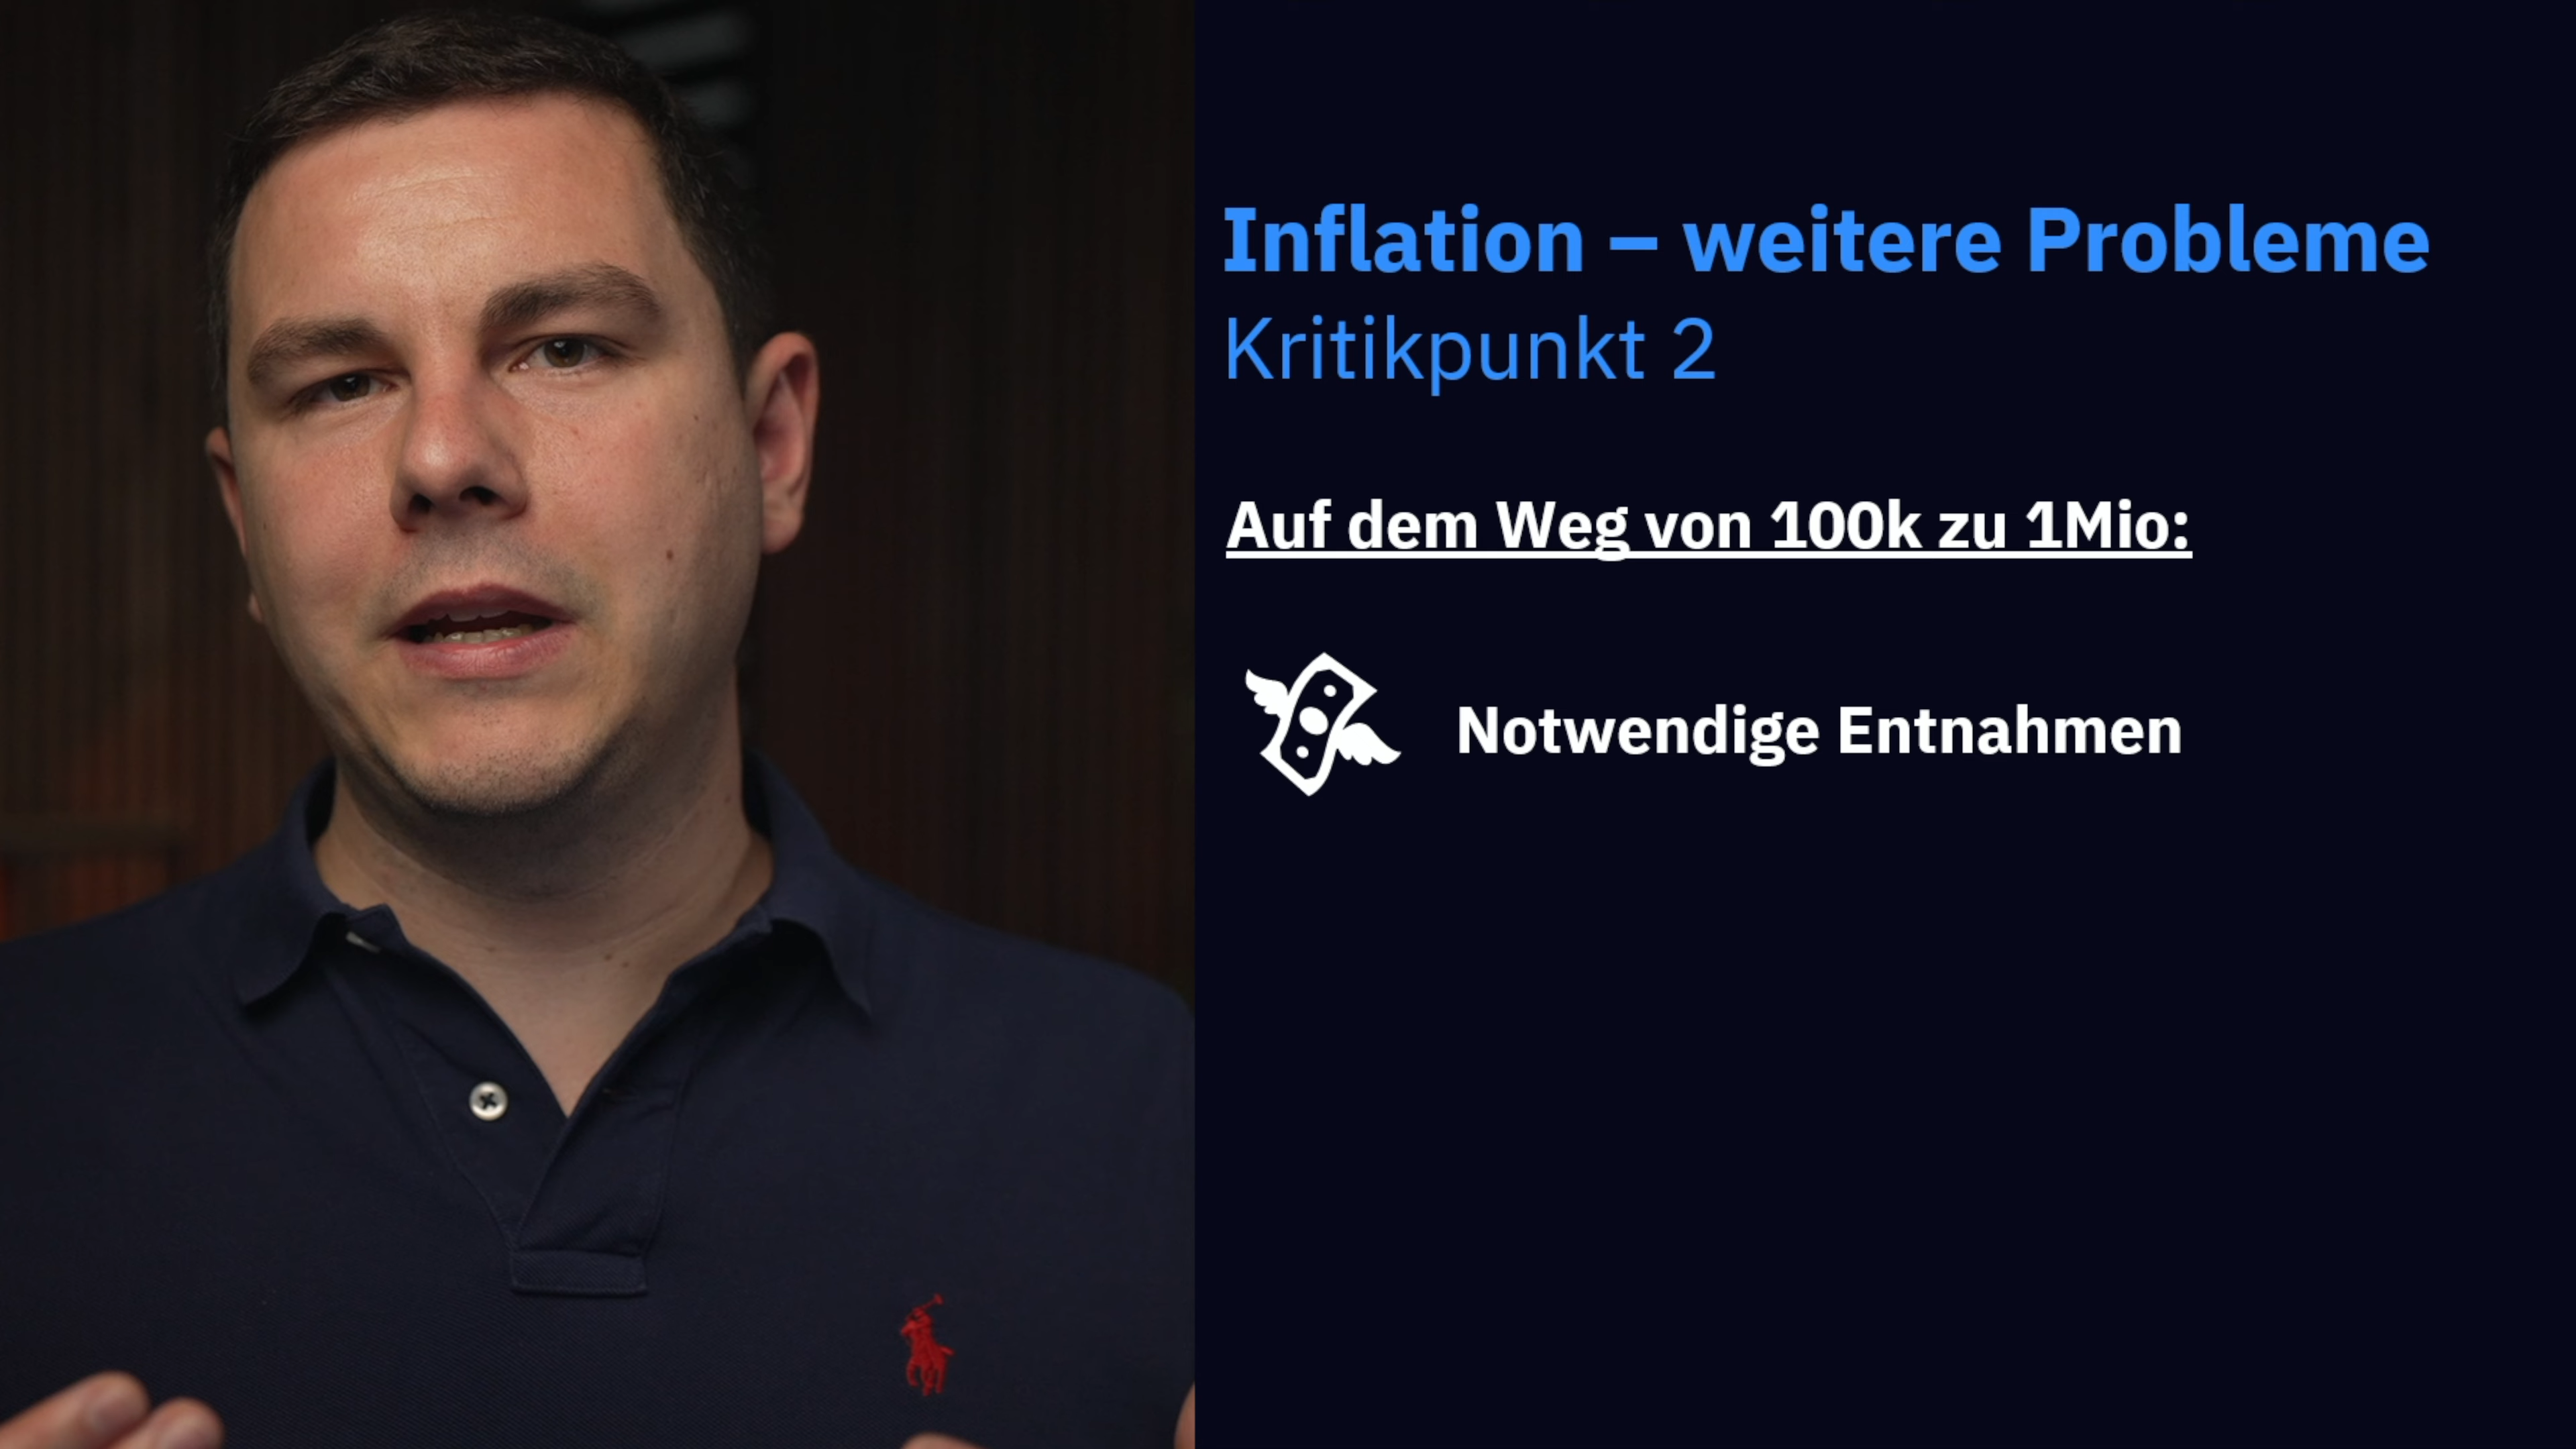 Inflation – weitere Probleme
Kritikpunkt 2
Auf dem Weg von 100k zu 1Mio:
Notwendige Entnahmen